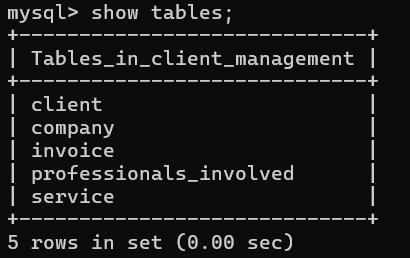 mysql> show tables;
+-----------------------------+
| Tables_in_client_management |
+-----------------------------+
| client                      |
| company                     |
| invoice                     |
| professionals_involved      |
| service                     |
+-----------------------------+
5 rows in set (0.00 sec)